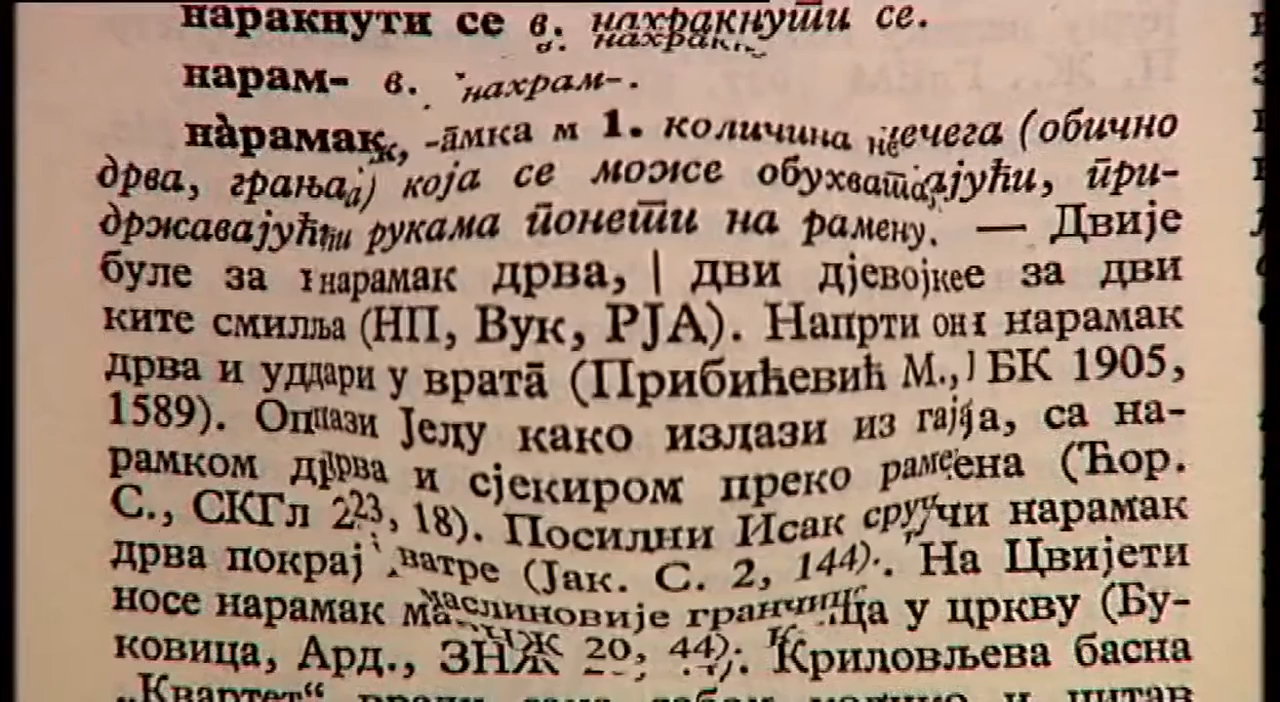 наракнути се в. нахракнути се.
нарам- в. нахрам-.
на̀рамак, -āмка м 1. количина нечега (обично
дрва, грања) која се може обухватајући, при-
државајући рукама понети на рамену. — Двије
буле за нарамак дрва, | дви дјевојке за дви
ките смиља (НП, Вук, РЈА). Напрти он нарамак
дрва и удари у врата̄ (Прибићевић М., БК 1905,
1589). Опази Јелу како излази из гаја, са на-
рамком дрва и сјекиром преко рамена (Ћор.
С., СКГл 23, 18). Посилни Исак сручи нарамак
дрва покрај ватре (Јак. С. 2, 144). На Цвијети
носе нарамак маслиновије гранчица у цркву (Бу-
ковица, Ард., ЗНЖ 20, 44). Криловљева басна
„Квартет“